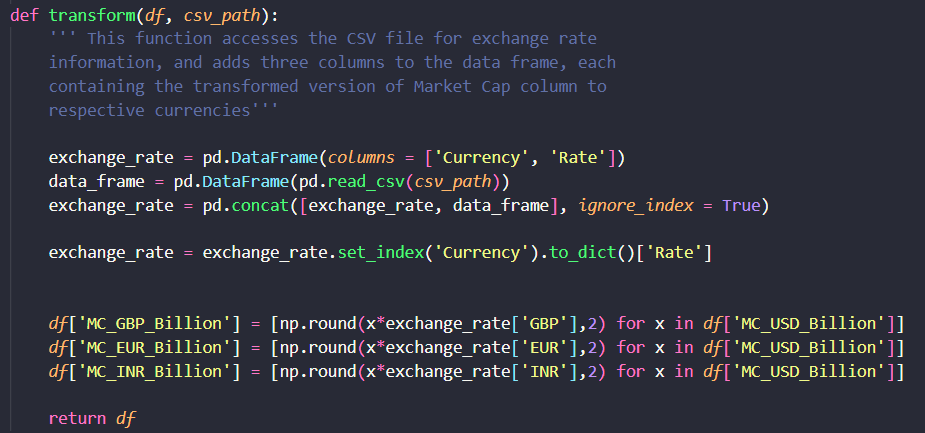 def transform(df, csv_path):
    ''' This function accesses the CSV file for exchange rate
    information, and adds three columns to the data frame, each
    containing the transformed version of Market Cap column to
    respective currencies'''
    exchange_rate = pd.DataFrame(columns = ['Currency', 'Rate'])
    data_frame = pd.DataFrame(pd.read_csv(csv_path))
    exchange_rate = pd.concat([exchange_rate, data_frame], ignore_index = True)
    exchange_rate = exchange_rate.set_index('Currency').to_dict()['Rate']
    df['MC_GBP_Billion'] = [np.round(x*exchange_rate['GBP'],2) for x in df['MC_USD_Billion']]
    df['MC_EUR_Billion'] = [np.round(x*exchange_rate['EUR'],2) for x in df['MC_USD_Billion']]
    df['MC_INR_Billion'] = [np.round(x*exchange_rate['INR'],2) for x in df['MC_USD_Billion']]
    return df